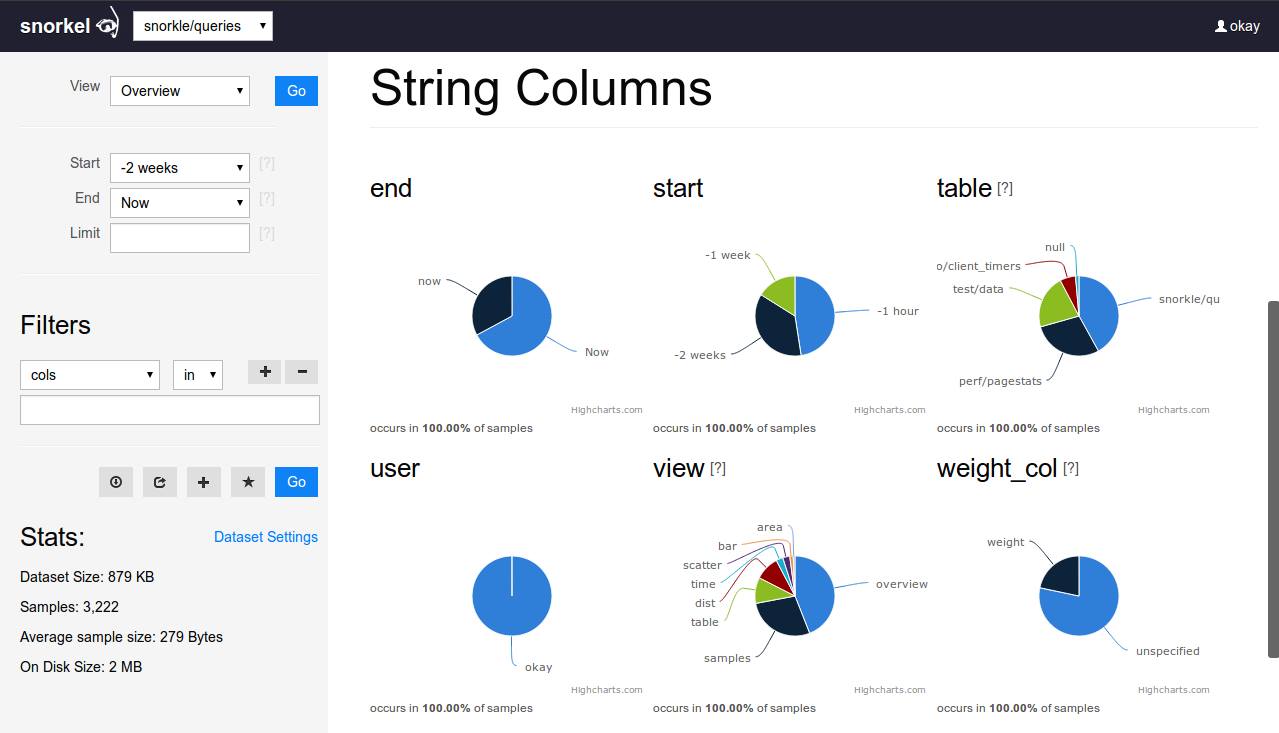 snorkel
snorkle/queries
okay
View
Overview
Go
Start
-2 weeks
[?]
End
Now
[?]
Limit
[?]
Filters
cols
in
Go
Stats:
Dataset Settings
Dataset Size: 879 KB
Samples: 3,222
Average sample size: 279 Bytes
On Disk Size: 2 MB
String Columns
end
now
Now
Highcharts.com
occurs in 100.00% of samples
start
-1 week
-1 hour
-2 weeks
Highcharts.com
occurs in 100.00% of samples
table [?]
null
o/client_timers
test/data
snorkle/qu
perf/pagestats
Highcharts.com
occurs in 100.00% of samples
user
okay
Highcharts.com
occurs in 100.00% of samples
view [?]
area
bar
scatter
time
dist
table
overview
samples
Highcharts.com
occurs in 100.00% of samples
weight_col [?]
weight
unspecified
Highcharts.com
occurs in 100.00% of samples